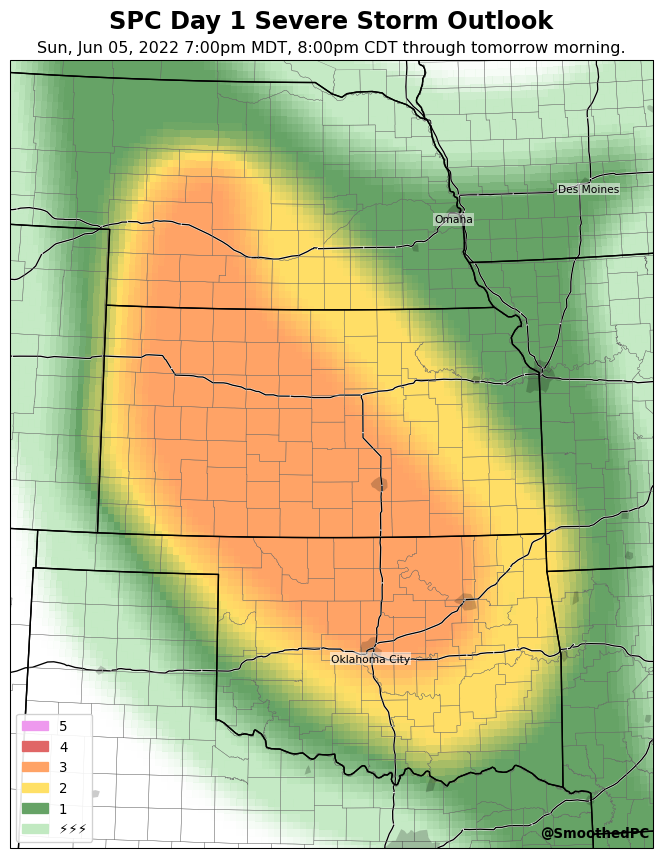 SPC Day 1 Severe Storm Outlook
Sun, Jun 05, 2022 7:00pm MDT, 8:00pm CDT through tomorrow morning.
Des Moines
Omaha
Oklahoma City
5
4
3
2
1
⚡⚡⚡
@SmoothedPC